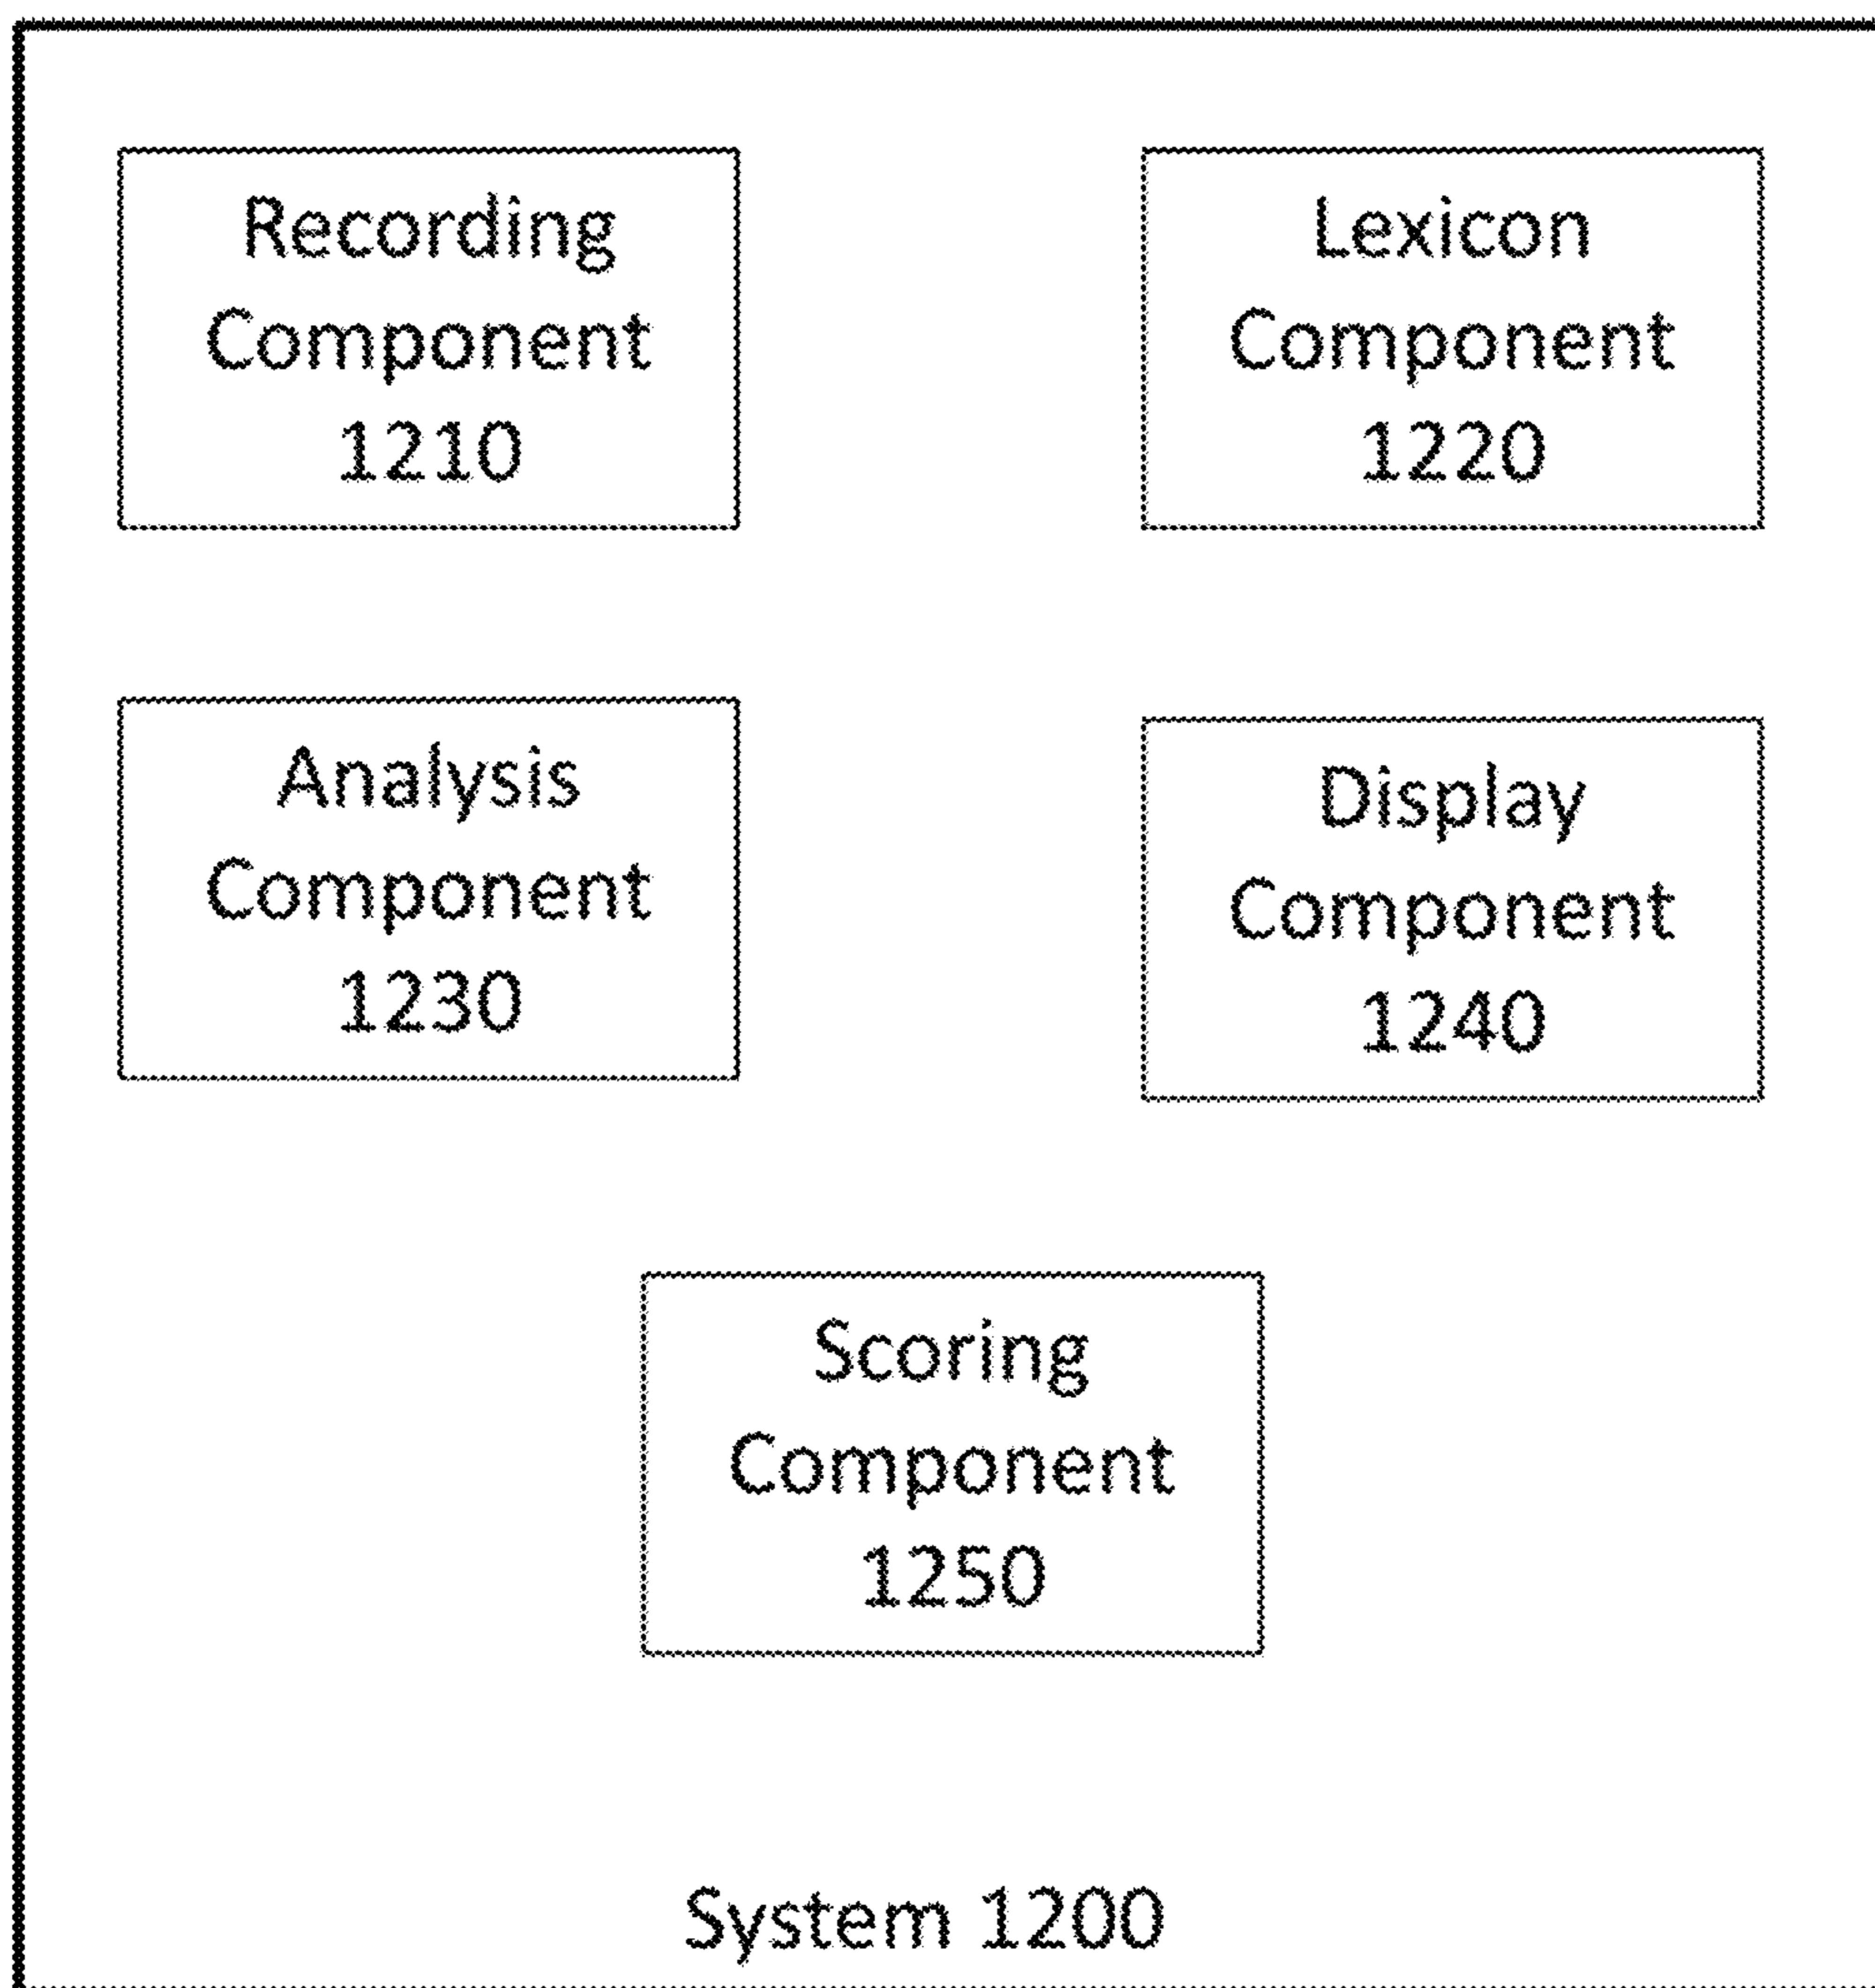 Recording
Component
1210
Lexicon
Component
1220
Analysis
Component
1230
Display
Component
1240
Scoring
Component
1250
System 1200